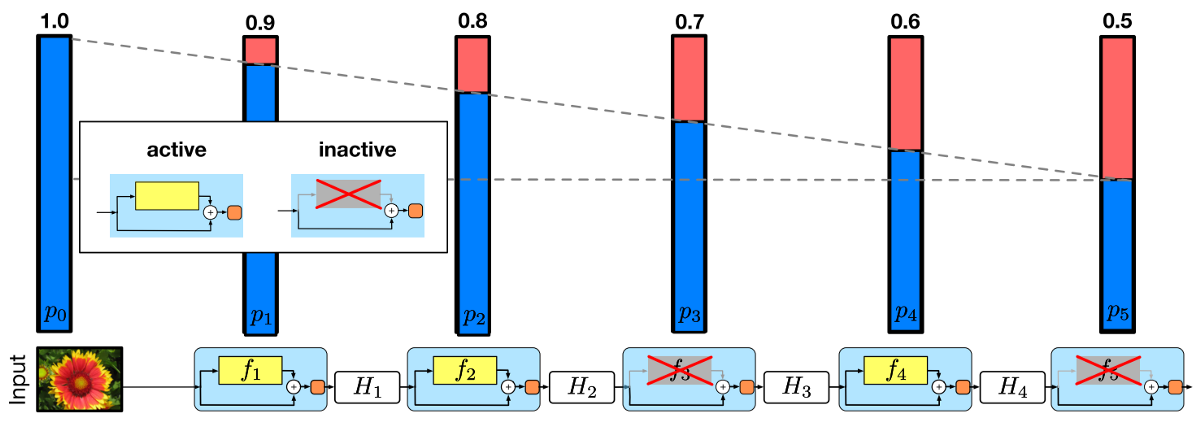 1.0 0.9 0.8 0.7 0.6 0.5
active inactive
+ +
p₀ p₁ p₂ p₃ p₄ p₅
Input f₁ + H₁ f₂ + H₂ f₃ + H₃ f₄ + H₄ f₅ +